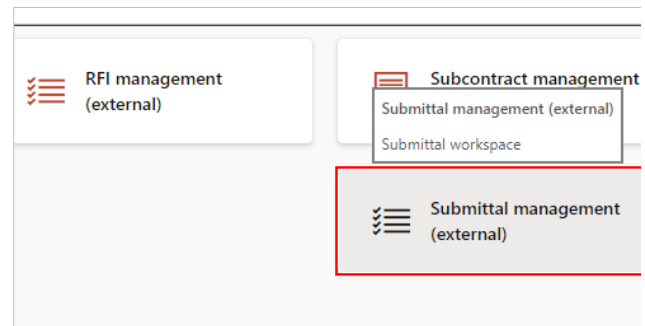 RFI management
(external)
Subcontract management
Submittal management (external)
Submittal workspace
Submittal management
(external)